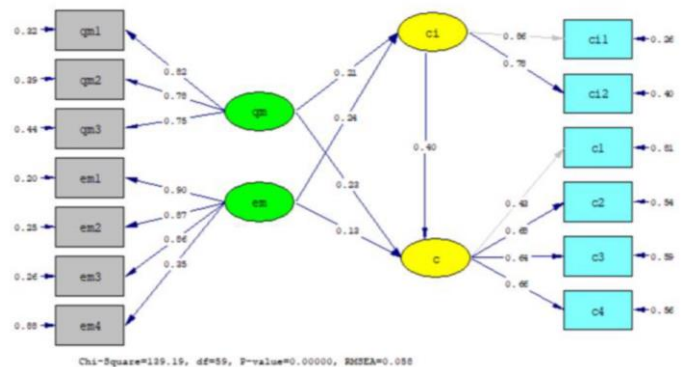 0.32 qm1
0.82
qm2
0.78
0.44 qm3
0.75
0.20 em1
0.90
0.25 em2
0.87
0.26 em3
0.86
0.88 em4
0.35
qm
em
0.21
0.24
0.23
0.13
ci
0.40
c
0.86
0.78
0.43
0.68
0.64
0.66
ci1 0.26
ci2 0.40
c1 0.81
c2 0.54
c3 0.59
c4 0.56
Chi-Square=139.19, df=59, P-value=0.00000, RMSEA=0.058